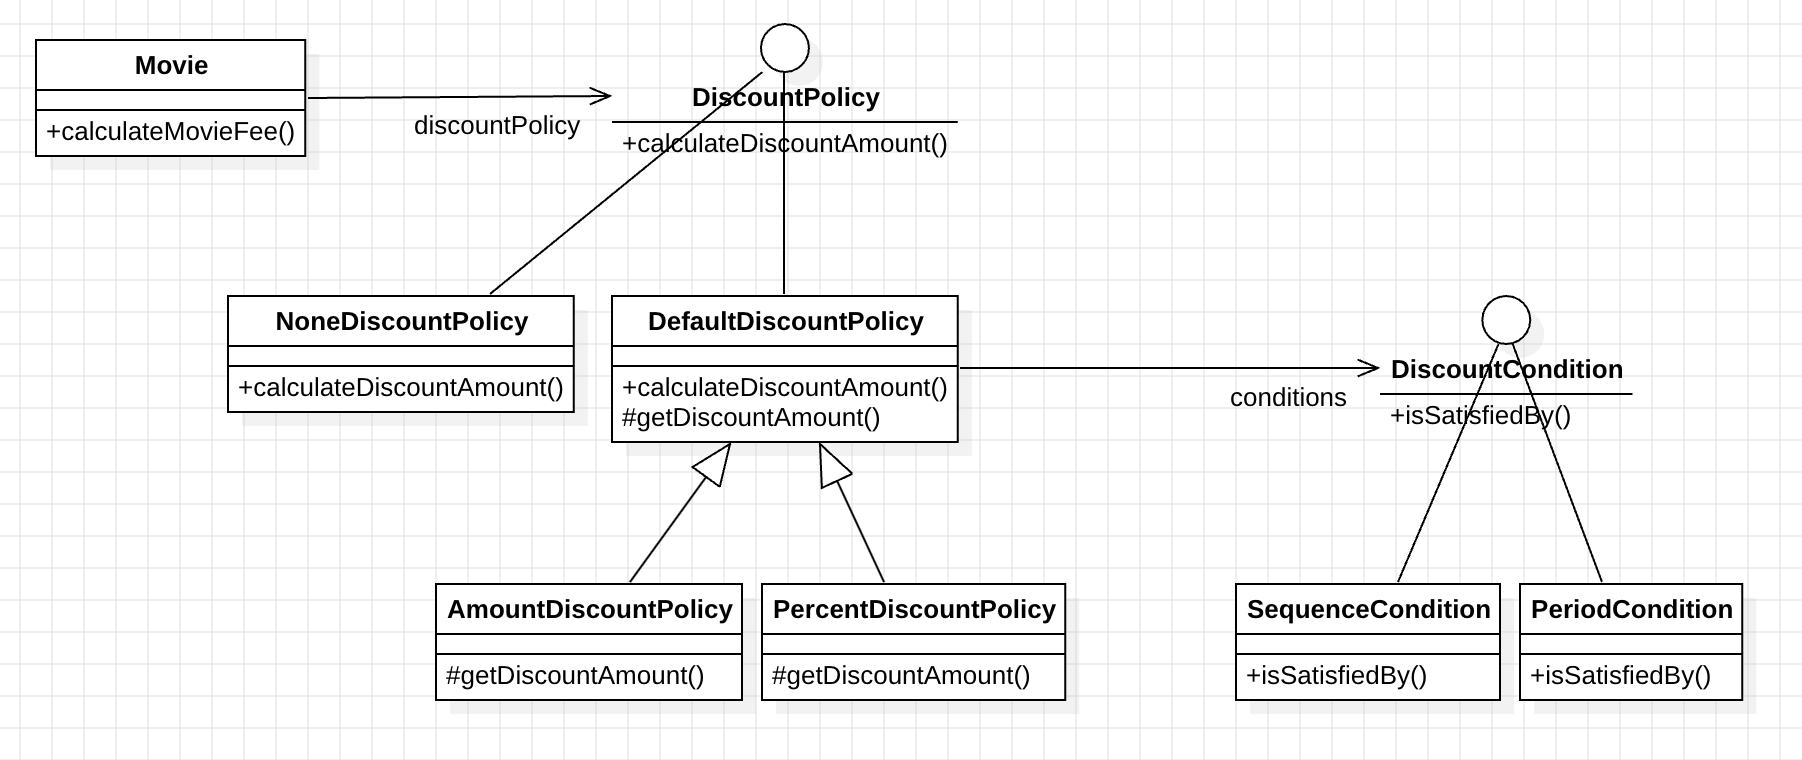 Movie
+calculateMovieFee()
discountPolicy
DiscountPolicy
+calculateDiscountAmount()
NoneDiscountPolicy
+calculateDiscountAmount()
DefaultDiscountPolicy
+calculateDiscountAmount()
#getDiscountAmount()
conditions
DiscountCondition
+isSatisfiedBy()
AmountDiscountPolicy
#getDiscountAmount()
PercentDiscountPolicy
#getDiscountAmount()
SequenceCondition
+isSatisfiedBy()
PeriodCondition
+isSatisfiedBy()